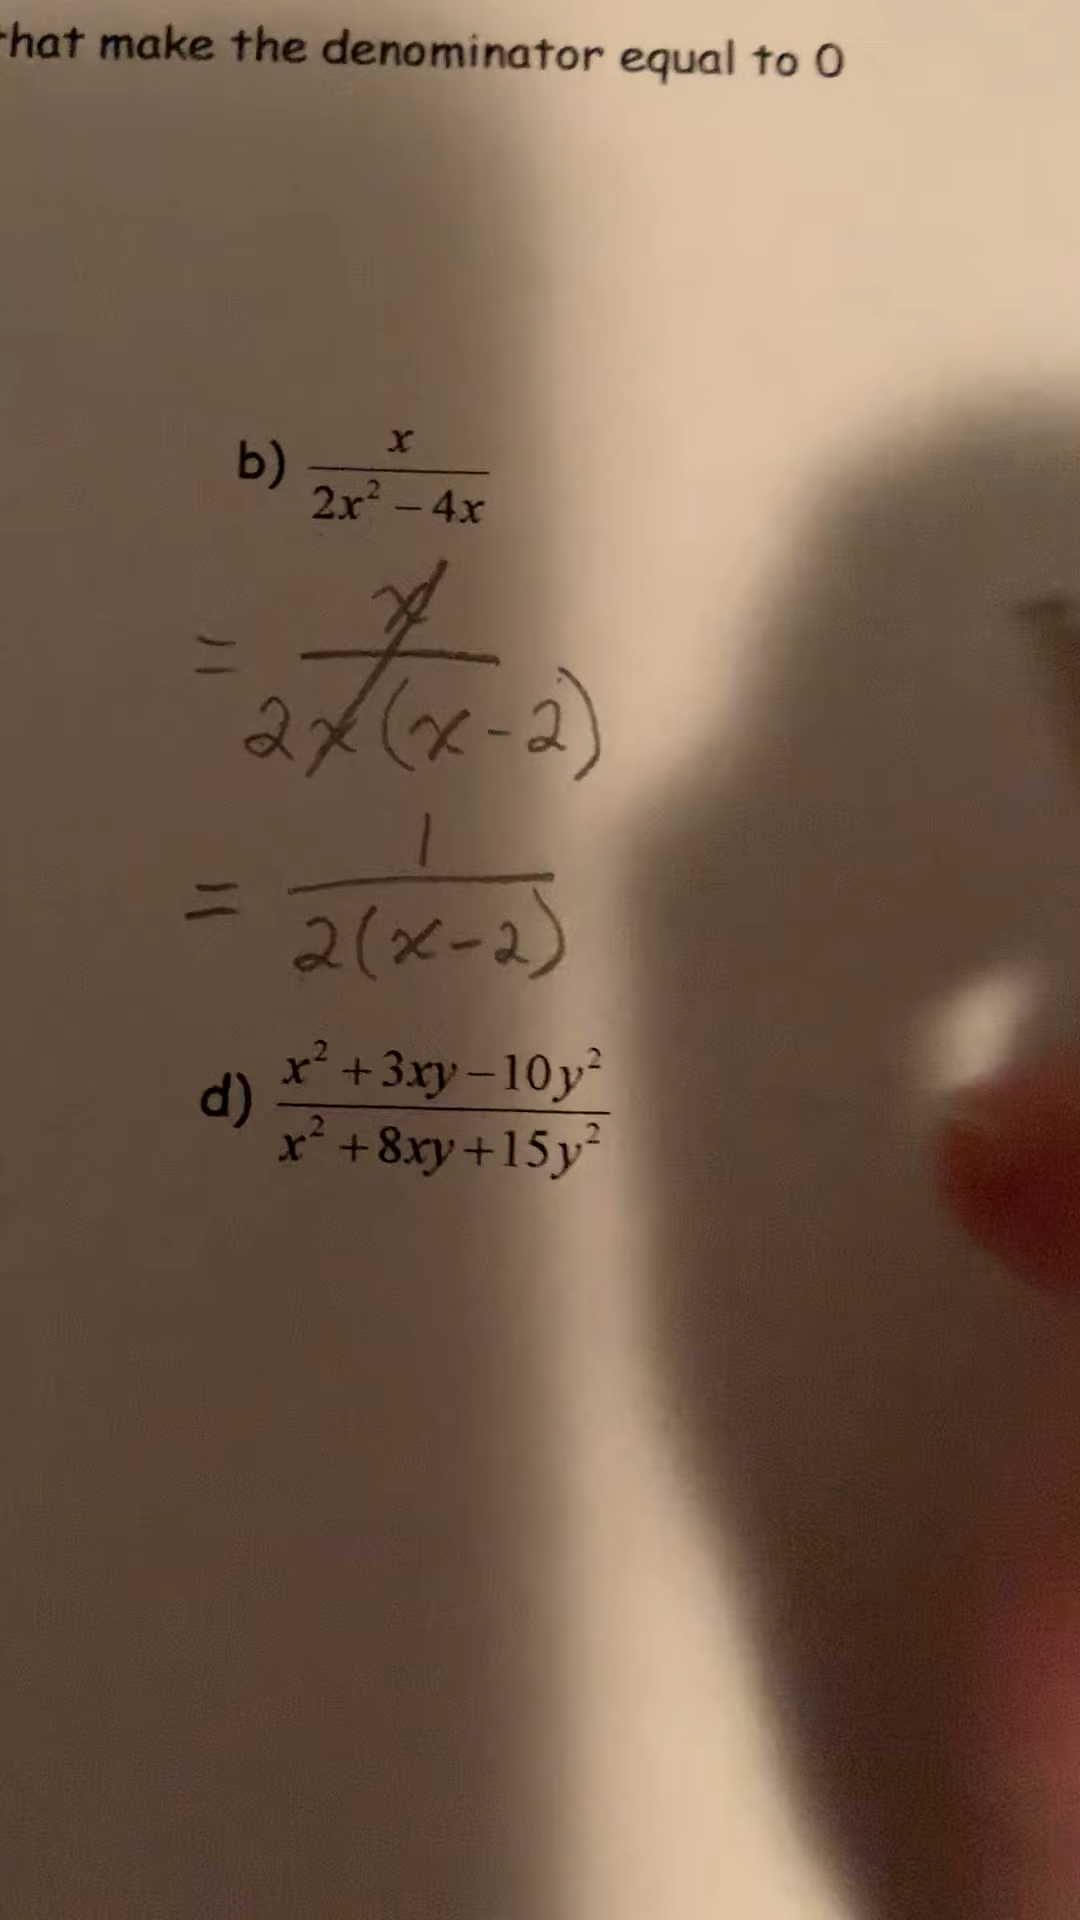 that make the denominator equal to 0
b) x / (2x² – 4x)
= x / 2x(x-2)
= 1 / 2(x-2)
d) (x² + 3xy – 10y²) / (x² + 8xy + 15y²)